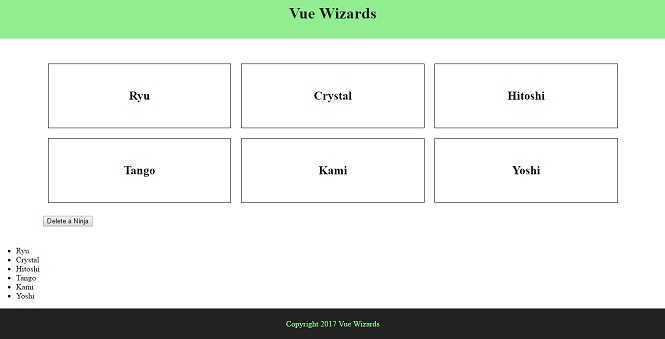 Vue Wizards
Ryu Crystal Hitoshi
Tango Kami Yoshi
Delete a Ninja
Ryu
Crystal
Hitoshi
Tango
Kami
Yoshi
Copyright 2017 Vue Wizards